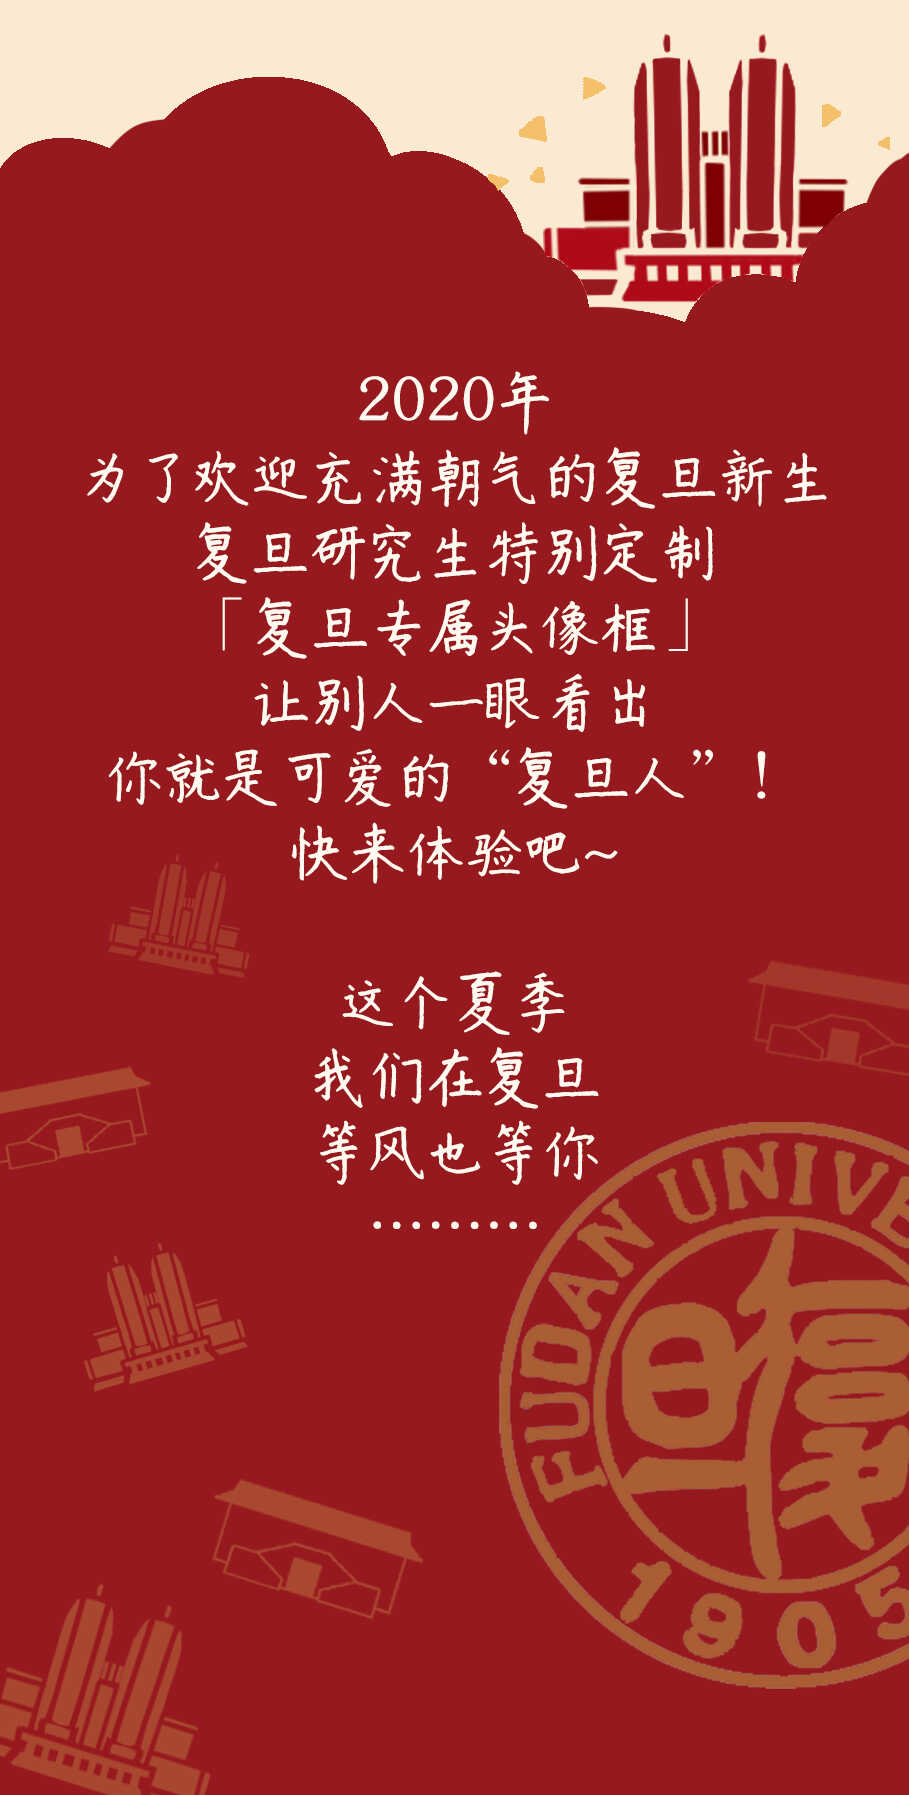 2020年
为了欢迎充满朝气的复旦新生
复旦研究生特别定制
「复旦专属头像框」
让别人一眼看出
你就是可爱的“复旦人”！
快来体验吧~
这个夏季
我们在复旦
等风也等你
.........
FUDAN UNIVE
旦復
1905